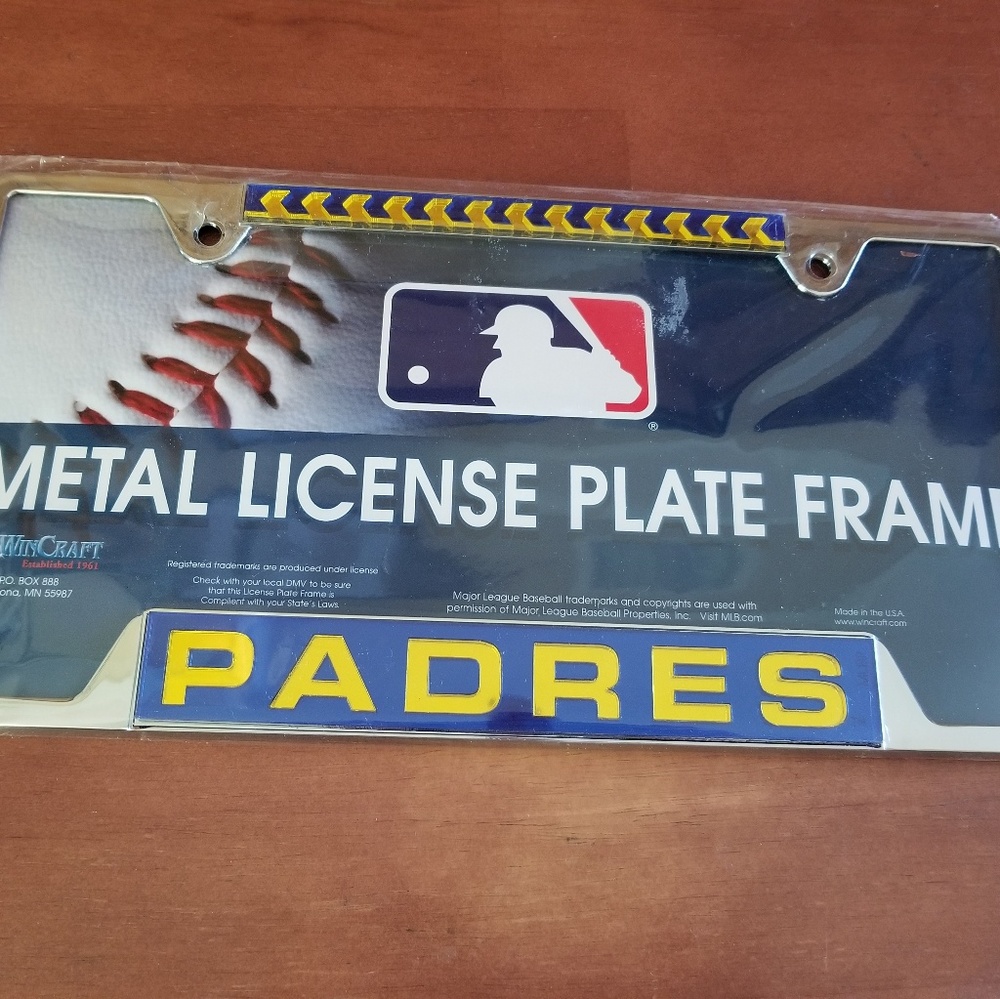 ®
METAL LICENSE PLATE FRAM
WINCRAFT
Established 1961
P.O. BOX 888
ona, MN 55987
Registered trademarks are produced under license
Check with your local DMV to be sure
that this License Plate Frame is
Compliant with your State's Laws.
Major League Baseball trademarks and copyrights are used with
permission of Major League Baseball Properties, Inc. Visit MLB.com
Made in the U.S.A.
www.wincraft.com
PADRES